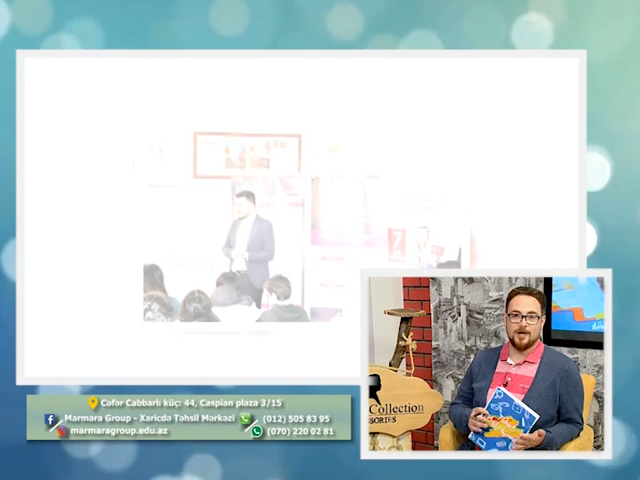 7
Collection
SORIES
Cəfər Cabbarlı küç: 44, Caspian plaza 3/15
Marmara Group - Xaricdə Təhsil Mərkəzi
(012) 505 83 95
marmaragroup.edu.az
(070) 220 02 81